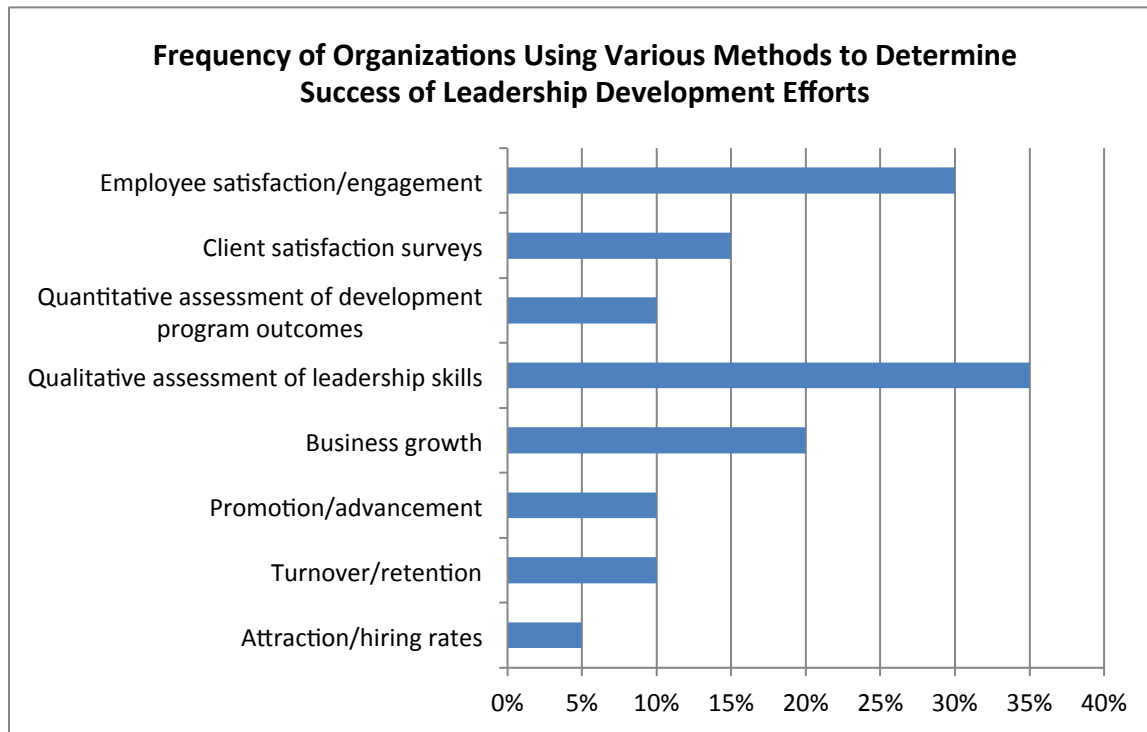 Frequency of Organizations Using Various Methods to Determine
Success of Leadership Development Efforts
Employee satisfaction/engagement
Client satisfaction surveys
Quantitative assessment of development
program outcomes
Qualitative assessment of leadership skills
Business growth
Promotion/advancement
Turnover/retention
Attraction/hiring rates
0% 5% 10% 15% 20% 25% 30% 35% 40%